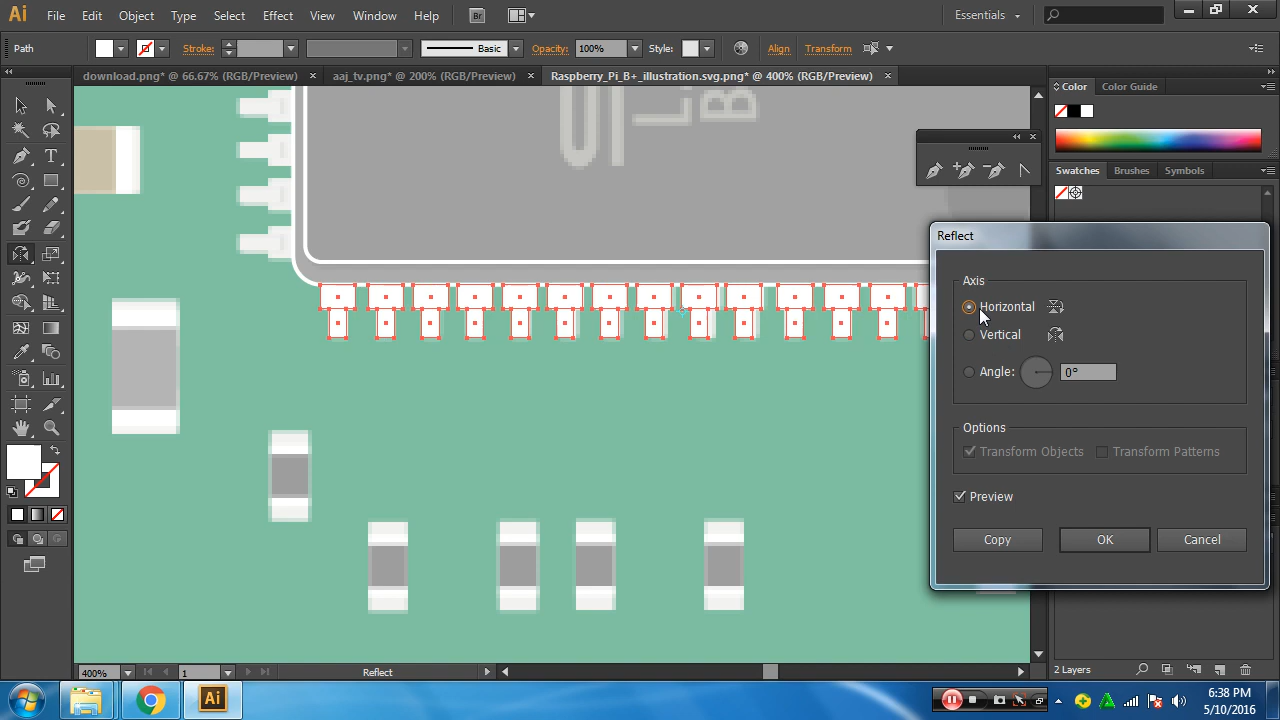 Ai File Edit Object Type Select Effect View Window Help Br Essentials
Path Stroke: Basic Opacity: 100% Style: Align Transform
download.png* @ 66.67% (RGB/Preview) aaj_tv.png* @ 200% (RGB/Preview) Raspberry_Pi_B+_illustration.svg.png* @ 400% (RGB/Preview)
Color Color Guide
Swatches Brushes Symbols
Reflect
Axis
Horizontal
Vertical
Angle: 0°
Options
Transform Objects Transform Patterns
Preview
Copy OK Cancel
400% 1 Reflect 2 Layers
Ai 6:38 PM
5/10/2016